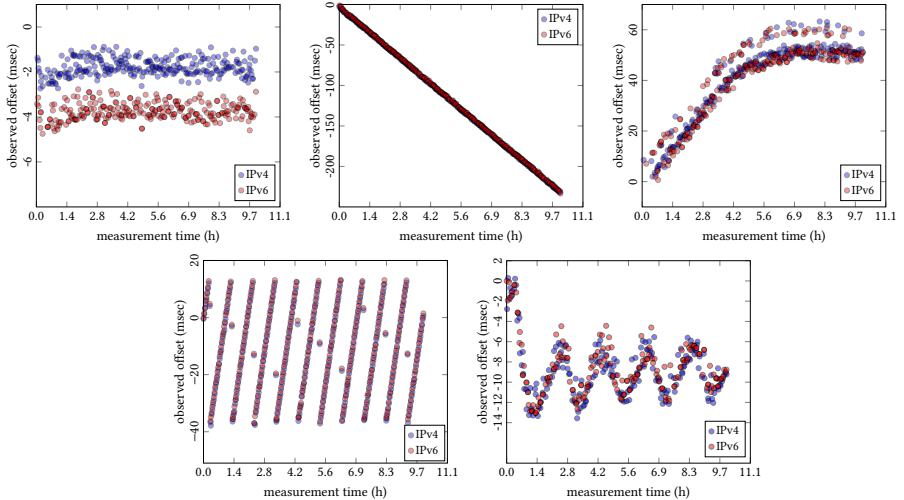 observed offset (msec)
0
-2
-4
-6
IPv4
IPv6
0.0 1.4 2.8 4.2 5.5 6.9 8.3 9.7 11.1
measurement time (h)
observed offset (msec)
0
-50
-100
-150
-200
IPv4
IPv6
0.0 1.4 2.8 4.2 5.6 6.9 8.3 9.7 11.1
measurement time (h)
observed offset (msec)
60
40
20
0
IPv4
IPv6
0.0 1.4 2.8 4.2 5.5 6.9 8.3 9.7 11.1
measurement time (h)
observed offset (msec)
20
0
-20
-40
IPv4
IPv6
0.0 1.4 2.8 4.2 5.5 6.9 8.3 9.7 11.1
measurement time (h)
observed offset (msec)
2
0
-2
-4
-6
-8
-10
-12
-14
IPv4
IPv6
0.0 1.4 2.8 4.2 5.5 6.9 8.3 9.7 11.1
measurement time (h)